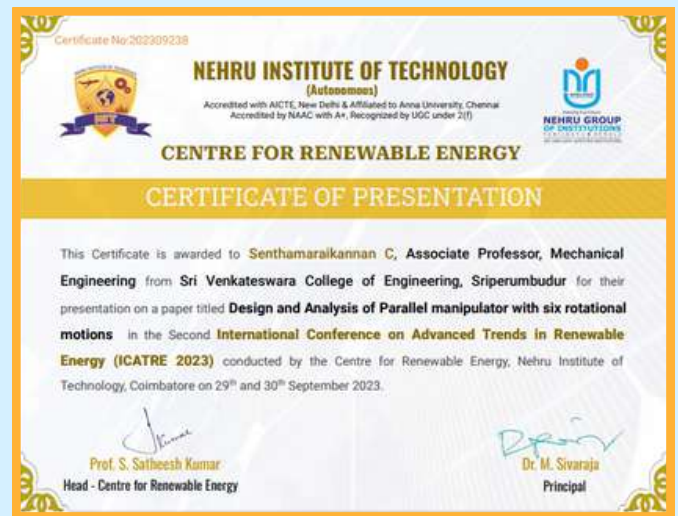 Certificate No:202309238
NEHRU INSTITUTE OF TECHNOLOGY
(Autonomous)
Accredited with AICTE, New Delhi & Affiliated to Anna University, Chennai
Accredited by NAAC with A+, Recognized by UGC under 2(f)
NEHRU GROUP
OF INSTITUTIONS
CENTRE FOR RENEWABLE ENERGY
CERTIFICATE OF PRESENTATION
This Certificate is awarded to Senthamaraikannan C, Associate Professor, Mechanical
Engineering from Sri Venkateswara College of Engineering, Sriperumbudur for their
presentation on a paper titled Design and Analysis of Parallel manipulator with six rotational
motions in the Second International Conference on Advanced Trends in Renewable
Energy (ICATRE 2023) conducted by the Centre for Renewable Energy, Nehru Institute of
Technology, Coimbatore on 29th and 30th September 2023.
Prof. S. Satheesh Kumar
Head - Centre for Renewable Energy
Dr. M. Sivaraja
Principal